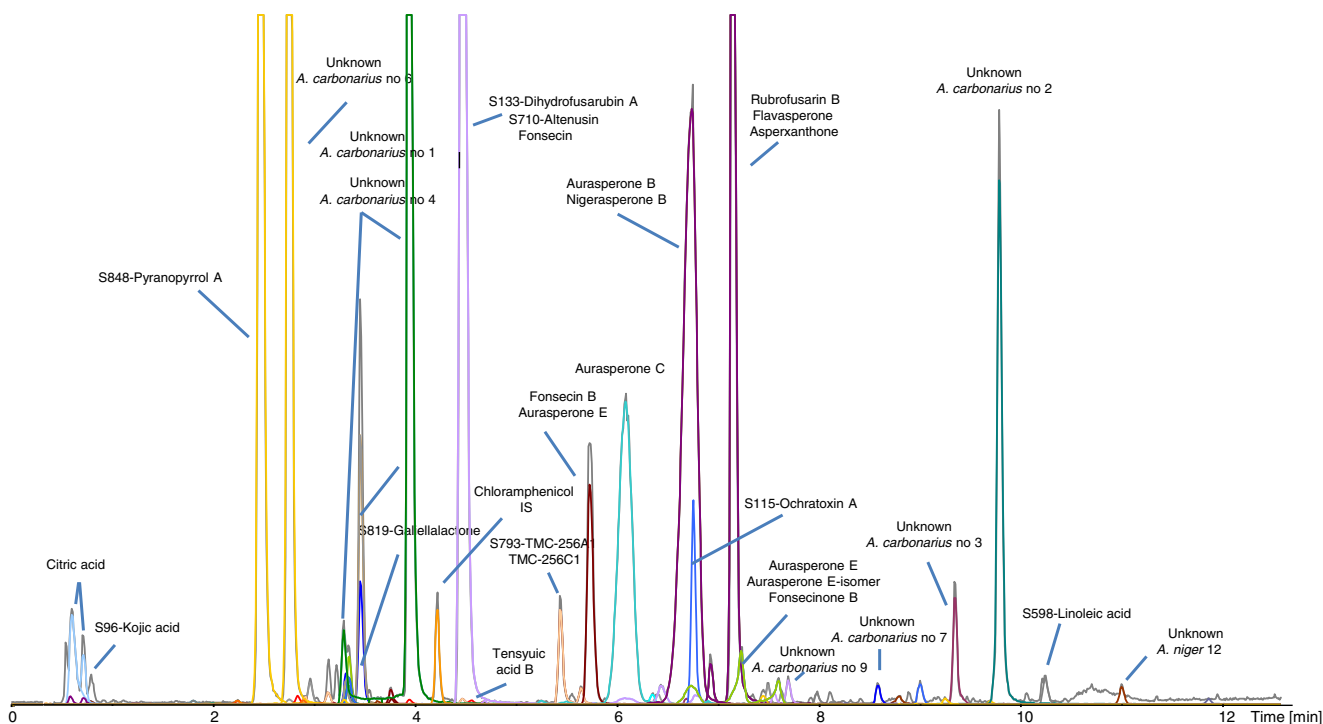 Unknown
A. carbonarius no 6
Unknown
A. carbonarius no 1
Unknown
A. carbonarius no 4
S133-Dihydrofusarubin A
S710-Altenusin
Fonsecin
Rubrofusarin B
Flavasperone
Asperxanthone
Unknown
A. carbonarius no 2
Aurasperone B
Nigerasperone B
S848-Pyranopyrrol A
Aurasperone C
Fonsecin B
Aurasperone E
Chloramphenicol
IS
S819-Galiellalactone
S793-TMC-256A1
TMC-256C1
S115-Ochratoxin A
Unknown
A. carbonarius no 3
Citric acid
S96-Kojic acid
Aurasperone E
Aurasperone E-isomer
Fonsecinone B
Unknown
A. carbonarius no 7
S598-Linoleic acid
Unknown
A. niger 12
Tensyuic
acid B
Unknown
A. carbonarius no 9
0 2 4 6 8 10 12 Time [min]